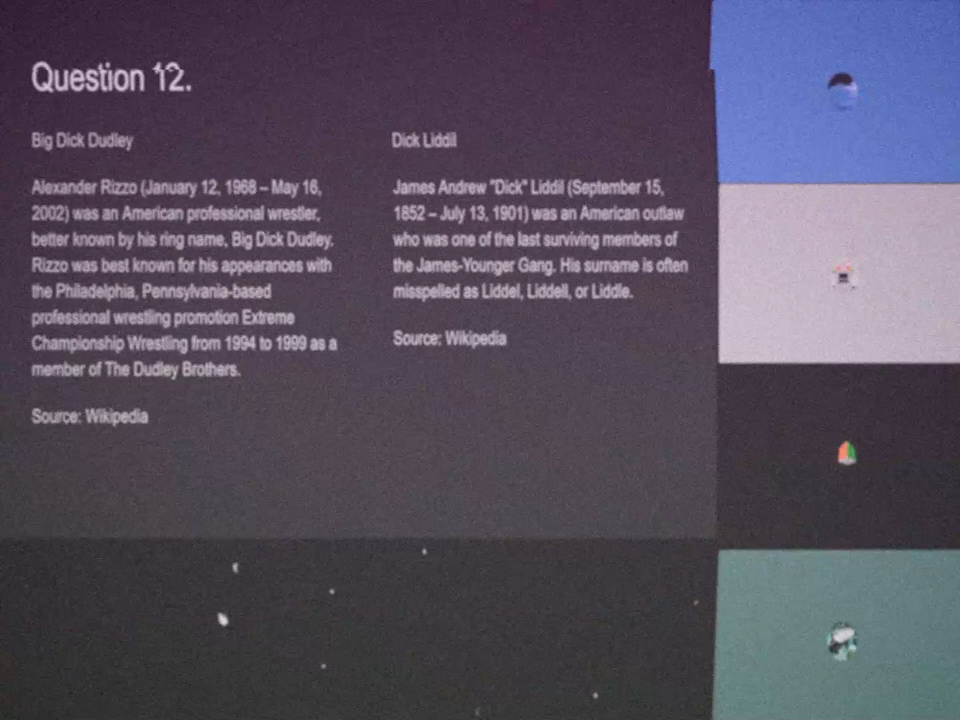 Question 12.
Big Dick Dudley
Alexander Rizzo (January 12, 1968 – May 16,
2002) was an American professional wrestler,
better known by his ring name, Big Dick Dudley.
Rizzo was best known for his appearances with
the Philadelphia, Pennsylvania-based
professional wrestling promotion Extreme
Championship Wrestling from 1994 to 1999 as a
member of The Dudley Brothers.
Source: Wikipedia
Dick Liddil
James Andrew "Dick" Liddil (September 15,
1852 – July 13, 1901) was an American outlaw
who was one of the last surviving members of
the James-Younger Gang. His surname is often
misspelled as Liddel, Liddell, or Liddle.
Source: Wikipedia